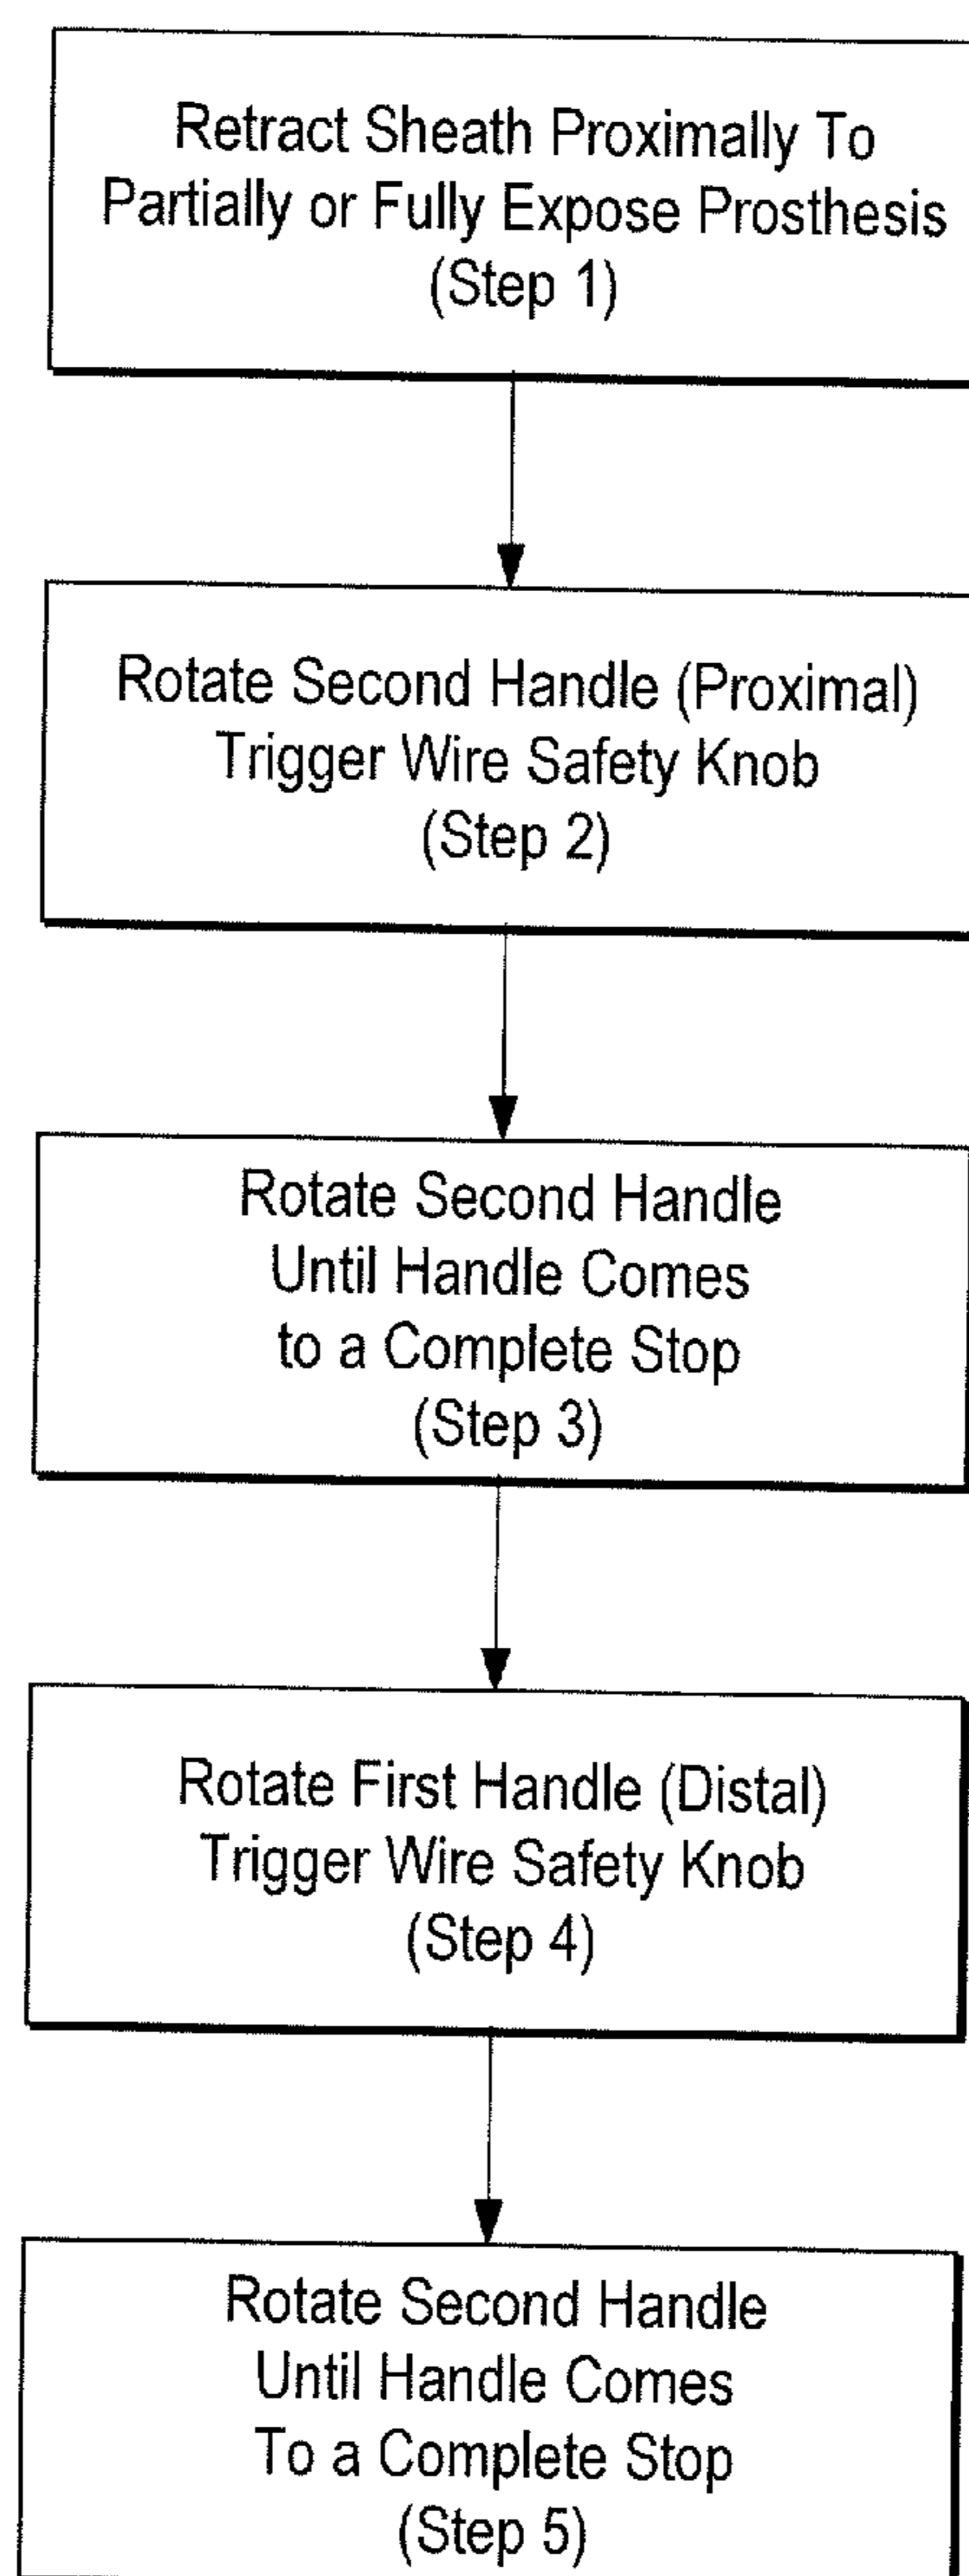 Retract Sheath Proximally To
Partially or Fully Expose Prosthesis
(Step 1)
Rotate Second Handle (Proximal)
Trigger Wire Safety Knob
(Step 2)
Rotate Second Handle
Until Handle Comes
to a Complete Stop
(Step 3)
Rotate First Handle (Distal)
Trigger Wire Safety Knob
(Step 4)
Rotate Second Handle
Until Handle Comes
To a Complete Stop
(Step 5)